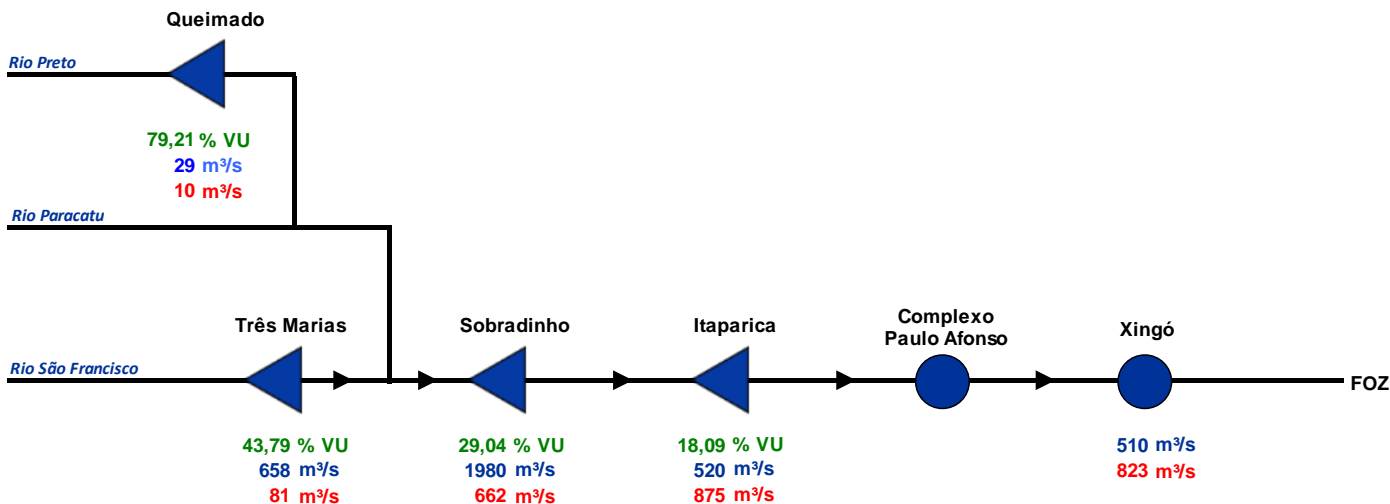 Queimado
Rio Preto
79,21 % VU
29 m³/s
10 m³/s
Rio Paracatu
Três Marias
Sobradinho
Itaparica
Complexo
Paulo Afonso
Xingó
Rio São Francisco
FOZ
43,79 % VU
658 m³/s
81 m³/s
29,04 % VU
1980 m³/s
662 m³/s
18,09 % VU
520 m³/s
875 m³/s
510 m³/s
823 m³/s